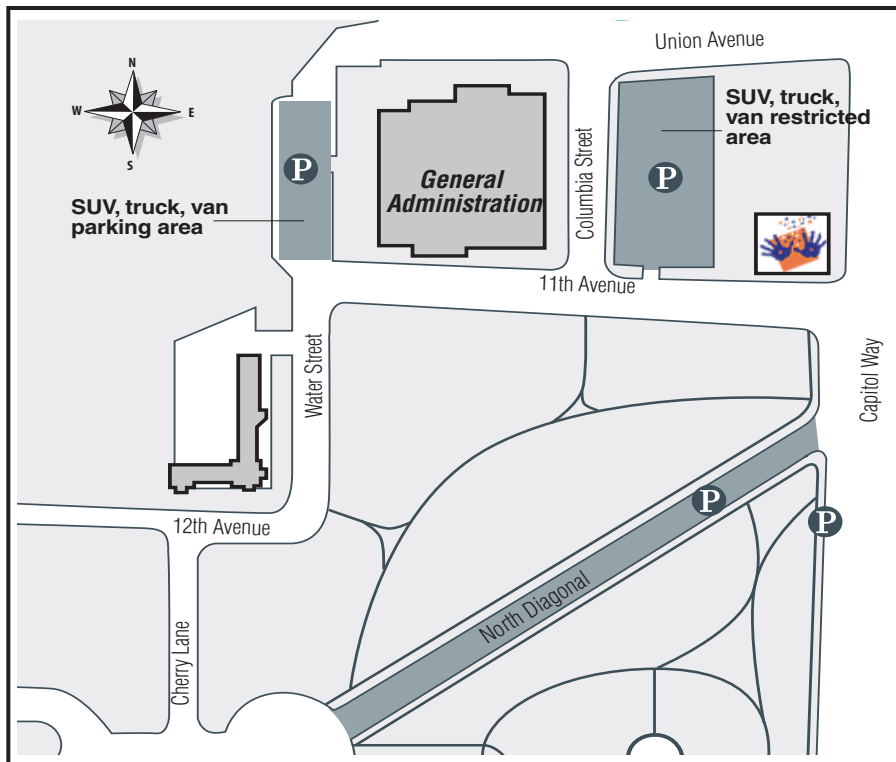 Union Avenue
N
W
E
S
SUV, truck,
van restricted
area
P
P
Columbia Street
General
Administration
SUV, truck, van
parking area
11th Avenue
Water Street
Capitol Way
P
P
12th Avenue
North Diagonal
Cherry Lane